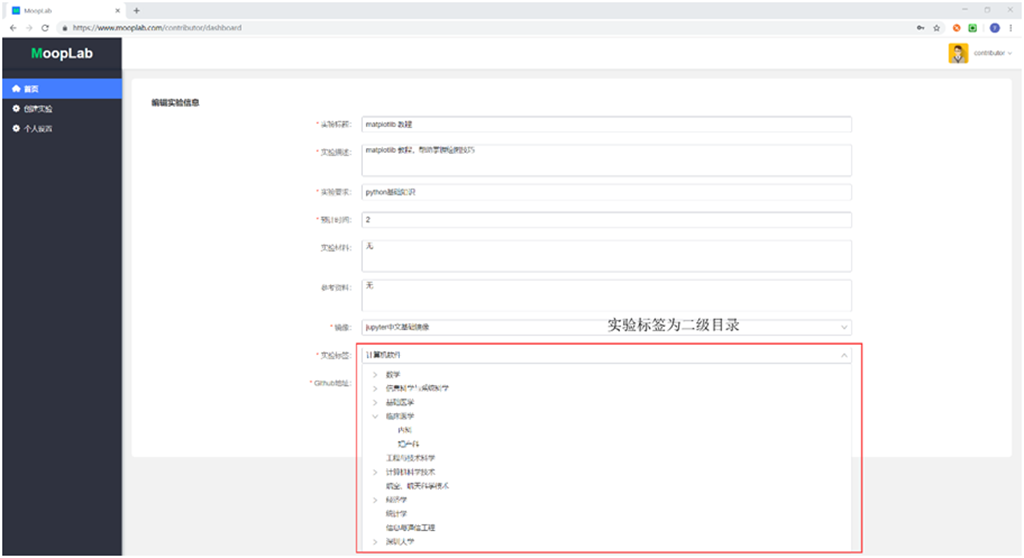 MoopLab
https://www.mooplab.com/contributor/dashboard
MoopLab
contributor
首页
创建实验
个人设置
编辑实验信息
* 实验标题: matplotlib 教程
* 实验描述: matplotlib 教程，帮助掌握绘图技巧
* 实验要求: python基础知识
* 预计时间: 2
实验材料: 无
参考资料: 无
* 镜像: jupyter中文基础镜像
实验标签为二级目录
* 实验标签: 计算机软件
* Github地址:
数学
信息科学与系统科学
基础医学
临床医学
内科
妇产科
工程与技术科学
计算机科学技术
航空、航天科学技术
经济学
统计学
信息与通信工程
深圳大学